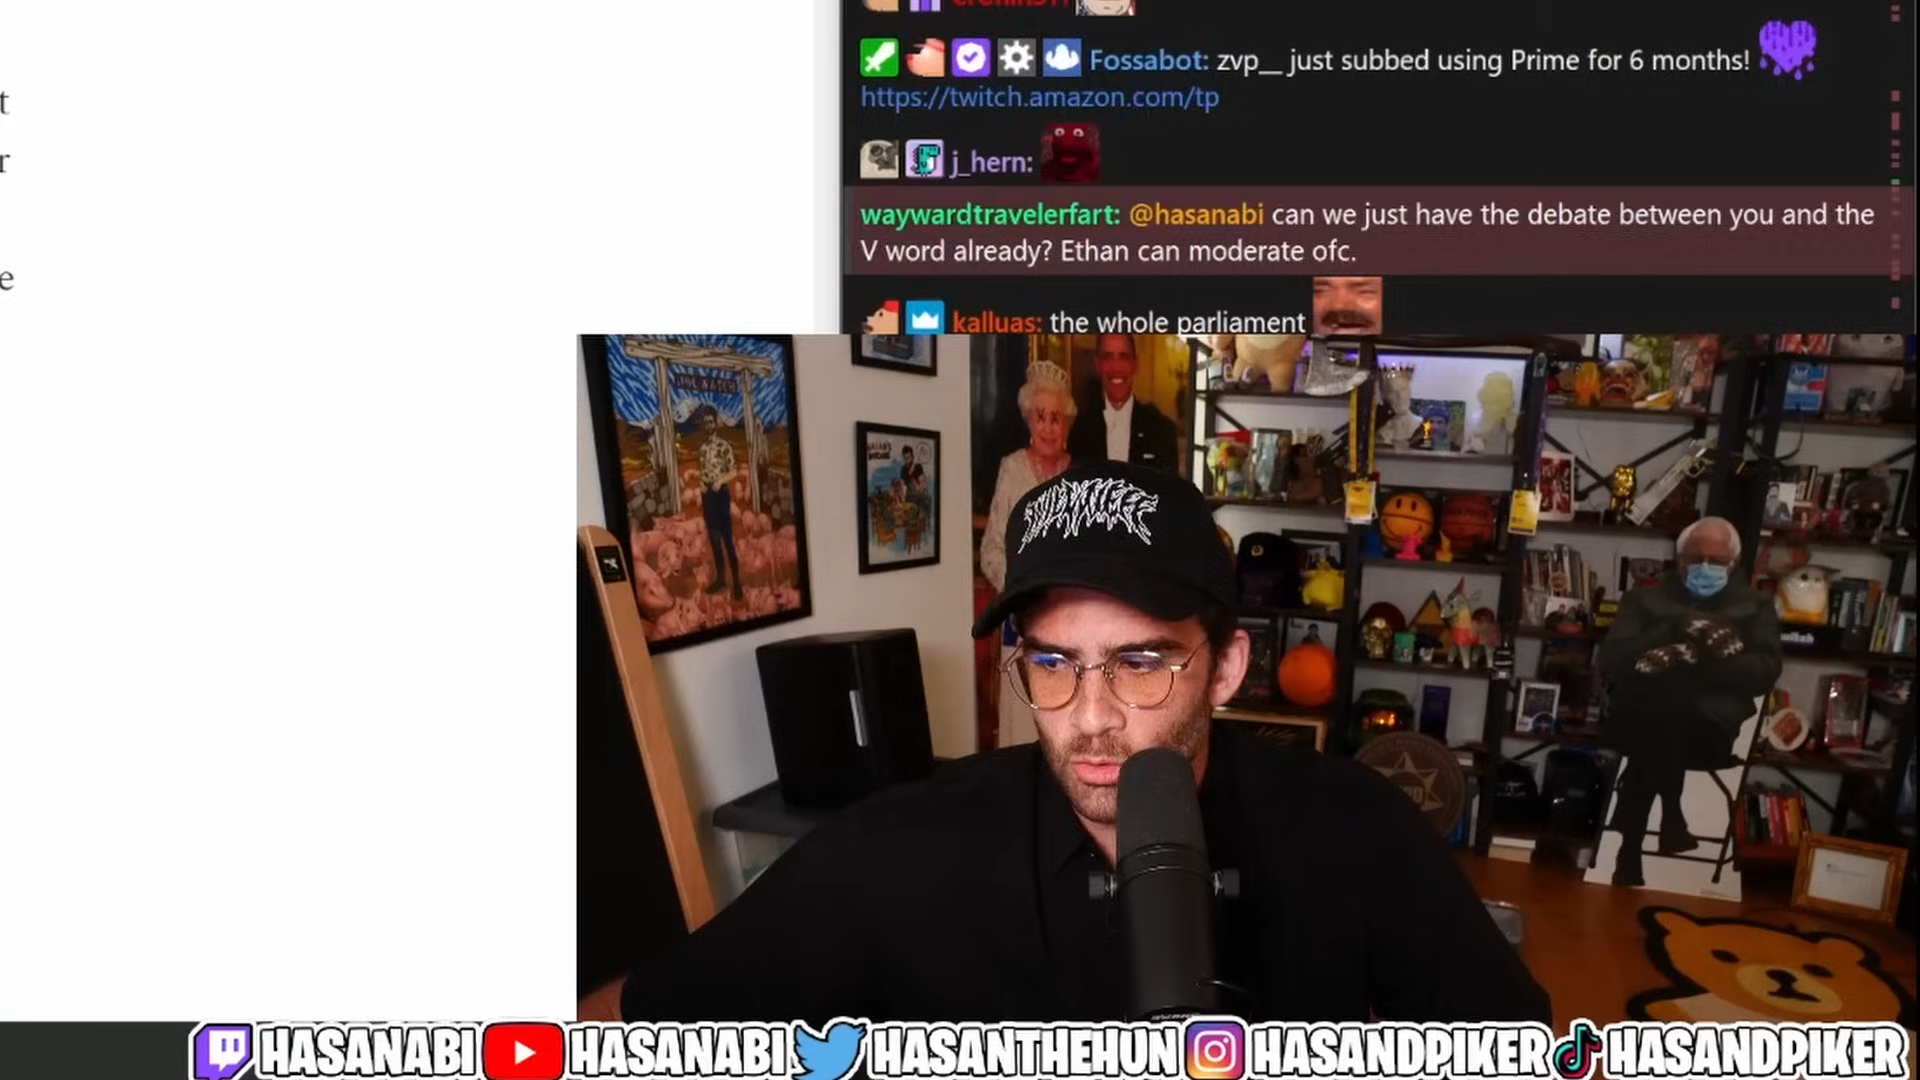 t
r
e
Fossabot: zvp__ just subbed using Prime for 6 months!
https://twitch.amazon.com/tp
j_hern:
waywardtravelerfart: @hasanabi can we just have the debate between you and the
V word already? Ethan can moderate ofc.
kalluas: the whole parliament
HASANABI HASANABI HASANTHEHUN HASANDPIKER HASANDPIKER